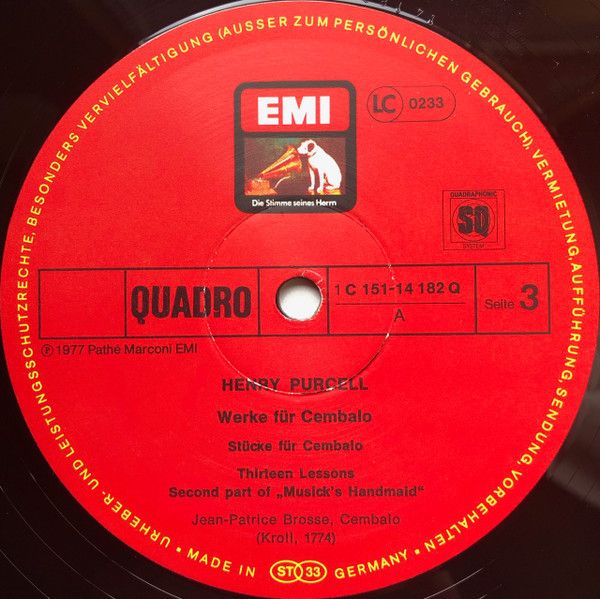 URHEBER- UND LEISTUNGSSCHUTZRECHTE, BESONDERS VERVIELFÄLTIGUNG (AUSSER ZUM PERSÖNLICHEN GEBRAUCH), VERMIETUNG, AUFFÜHRUNG, SENDUNG, VORBEHALTEN
EMI
Die Stimme seines Herrn
LC 0233
QUADRAPHONIC
SQ
SYSTEM
QUADRO
1 C 151-14 182 Q
A
Seite 3
Ⓟ 1977 Pathé Marconi EMI
HENRY PURCELL
Werke für Cembalo
Stücke für Cembalo
Thirteen Lessons
Second part of „Musick's Handmaid“
Jean-Patrice Brosse, Cembalo
(Kroll, 1774)
• MADE IN ST 33 GERMANY •